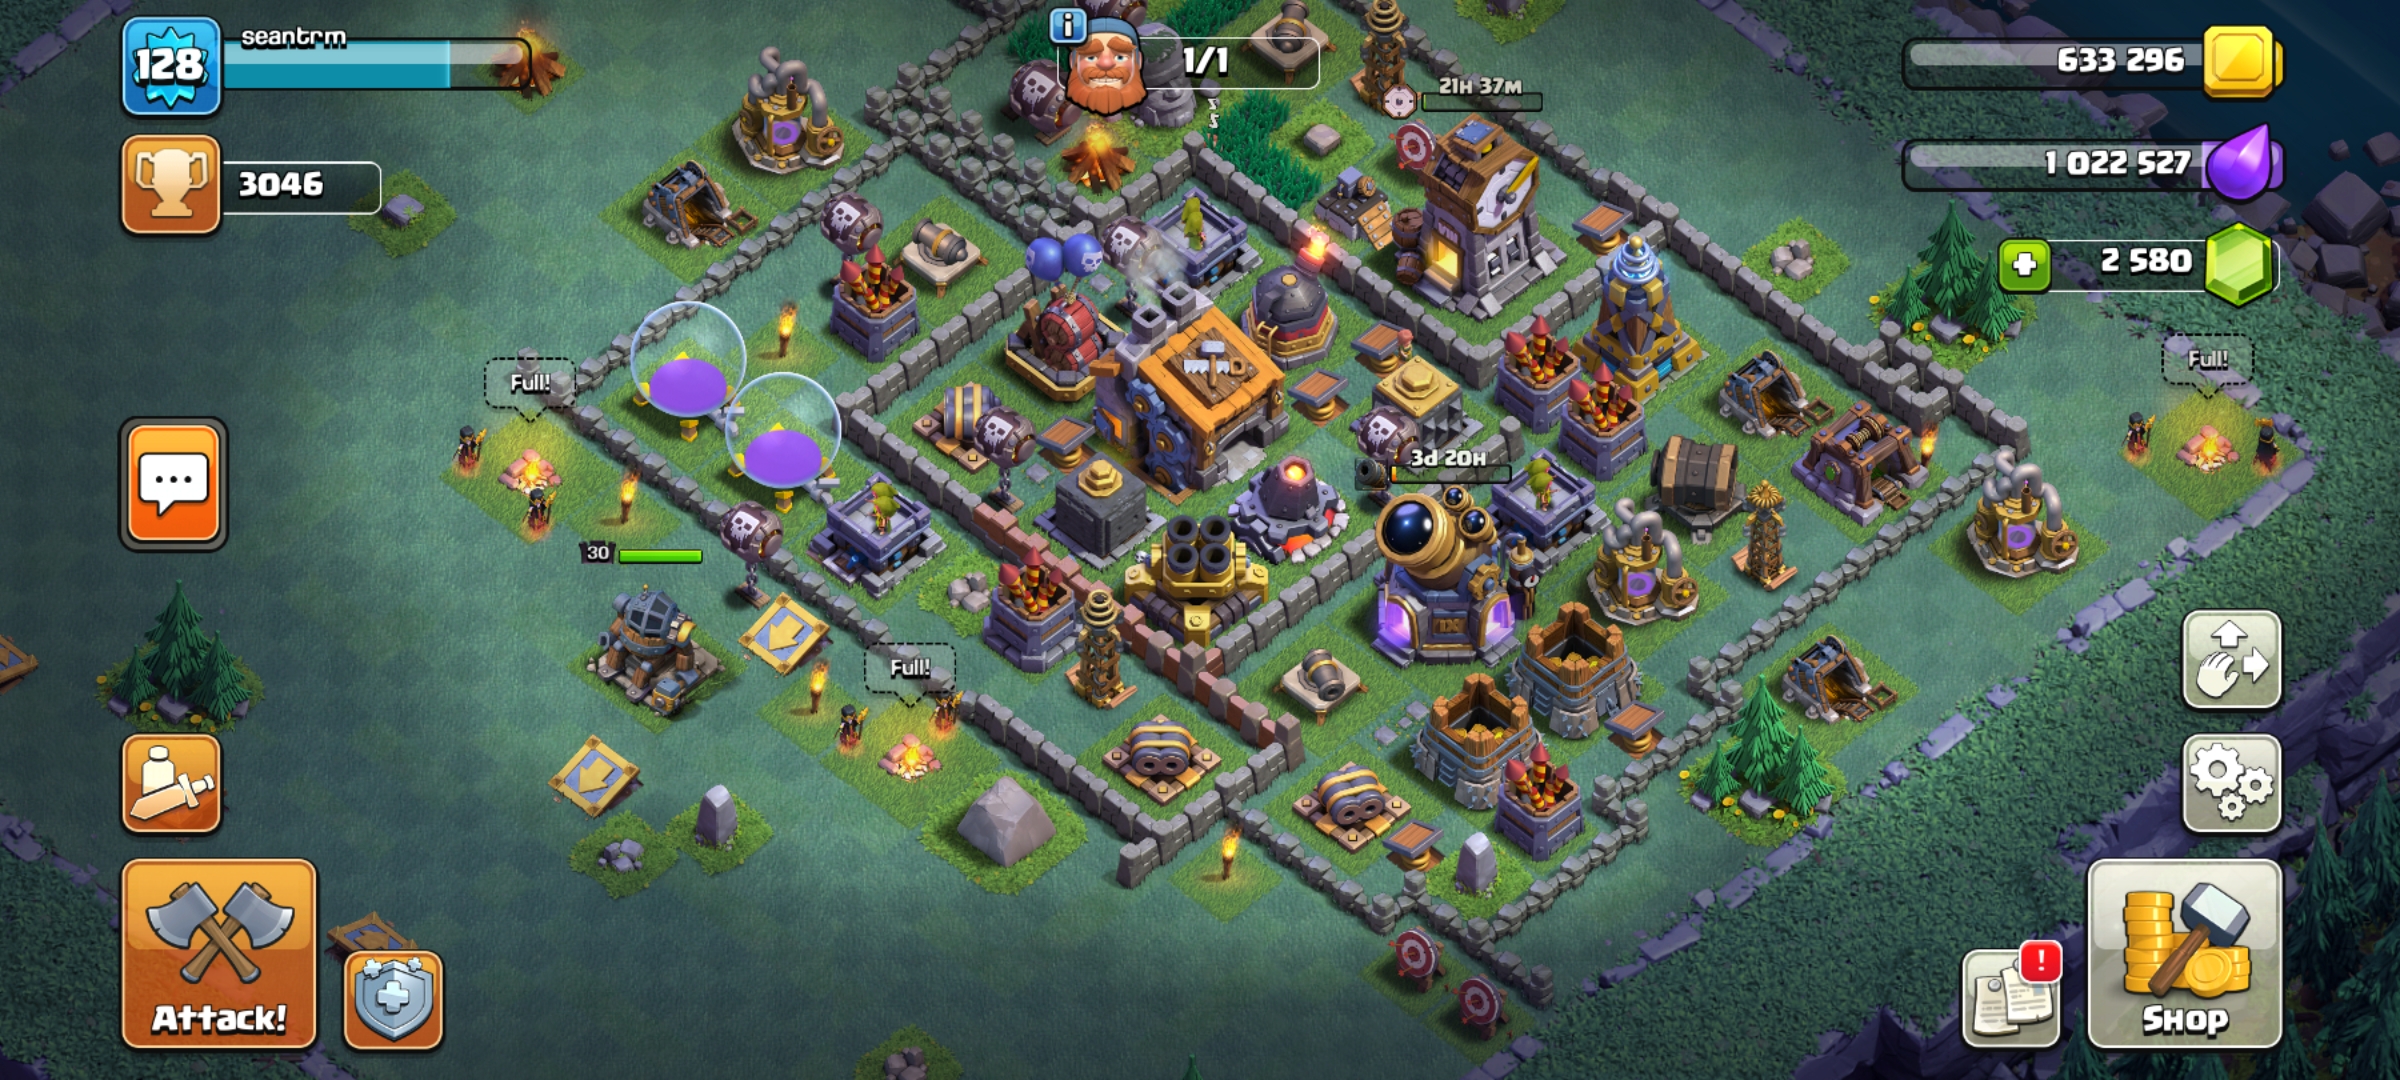 128
seantrm
1/1
633 296
21H 37M
3046
1 022 527
2 580
Full!
Full!
3d 20H
30
Full!
Attack!
Shop